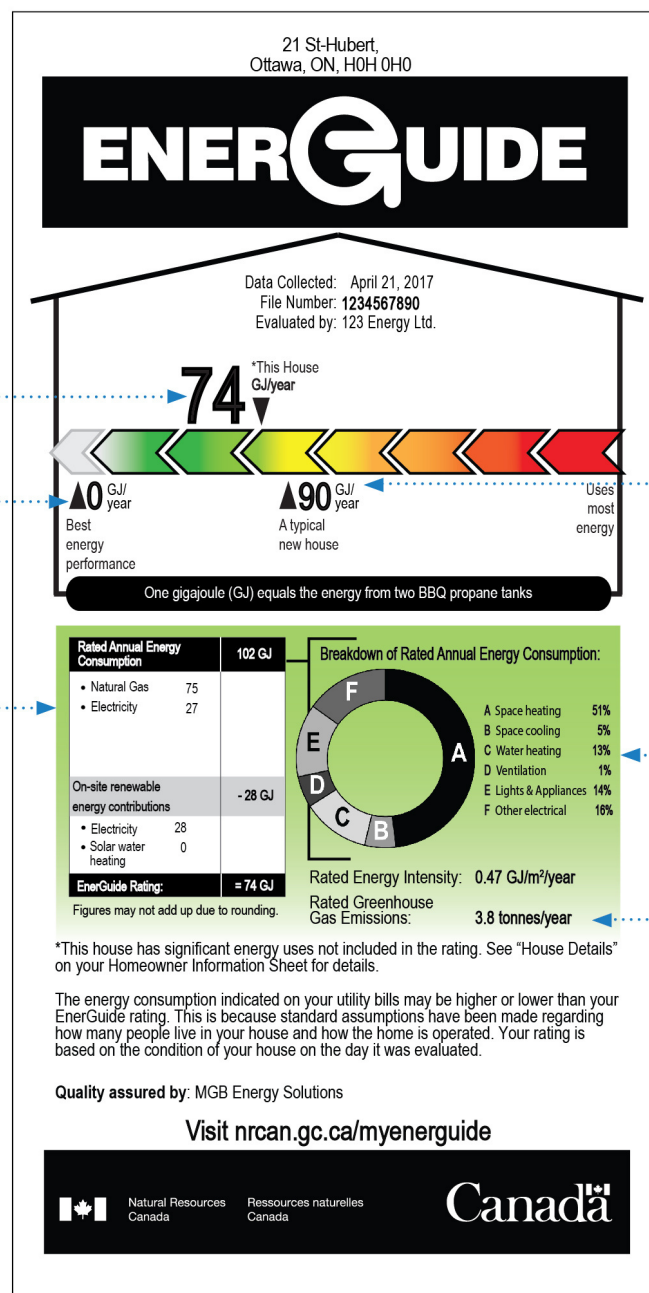 21 St-Hubert,
Ottawa, ON, H0H 0H0
ENERGUIDE
Data Collected: April 21, 2017
File Number: 1234567890
Evaluated by: 123 Energy Ltd.
74
*This House
GJ/year
0 GJ/
year
Best
energy
performance
90 GJ/
year
A typical
new house
Uses
most
energy
One gigajoule (GJ) equals the energy from two BBQ propane tanks
Rated Annual Energy
Consumption
102 GJ
• Natural Gas 75
• Electricity 27
On-site renewable
energy contributions
- 28 GJ
• Electricity 28
• Solar water
heating
0
EnerGuide Rating: = 74 GJ
Figures may not add up due to rounding.
Breakdown of Rated Annual Energy Consumption:
F
E
D
C
B
A
A Space heating 51%
B Space cooling 5%
C Water heating 13%
D Ventilation 1%
E Lights & Appliances 14%
F Other electrical 16%
Rated Energy Intensity: 0.47 GJ/m²/year
Rated Greenhouse
Gas Emissions: 3.8 tonnes/year
*This house has significant energy uses not included in the rating. See “House Details”
on your Homeowner Information Sheet for details.
The energy consumption indicated on your utility bills may be higher or lower than your
EnerGuide rating. This is because standard assumptions have been made regarding
how many people live in your house and how the home is operated. Your rating is
based on the condition of your house on the day it was evaluated.
Quality assured by: MGB Energy Solutions
Visit nrcan.gc.ca/myenerguide
Natural Resources
Canada
Ressources naturelles
Canada
Canada